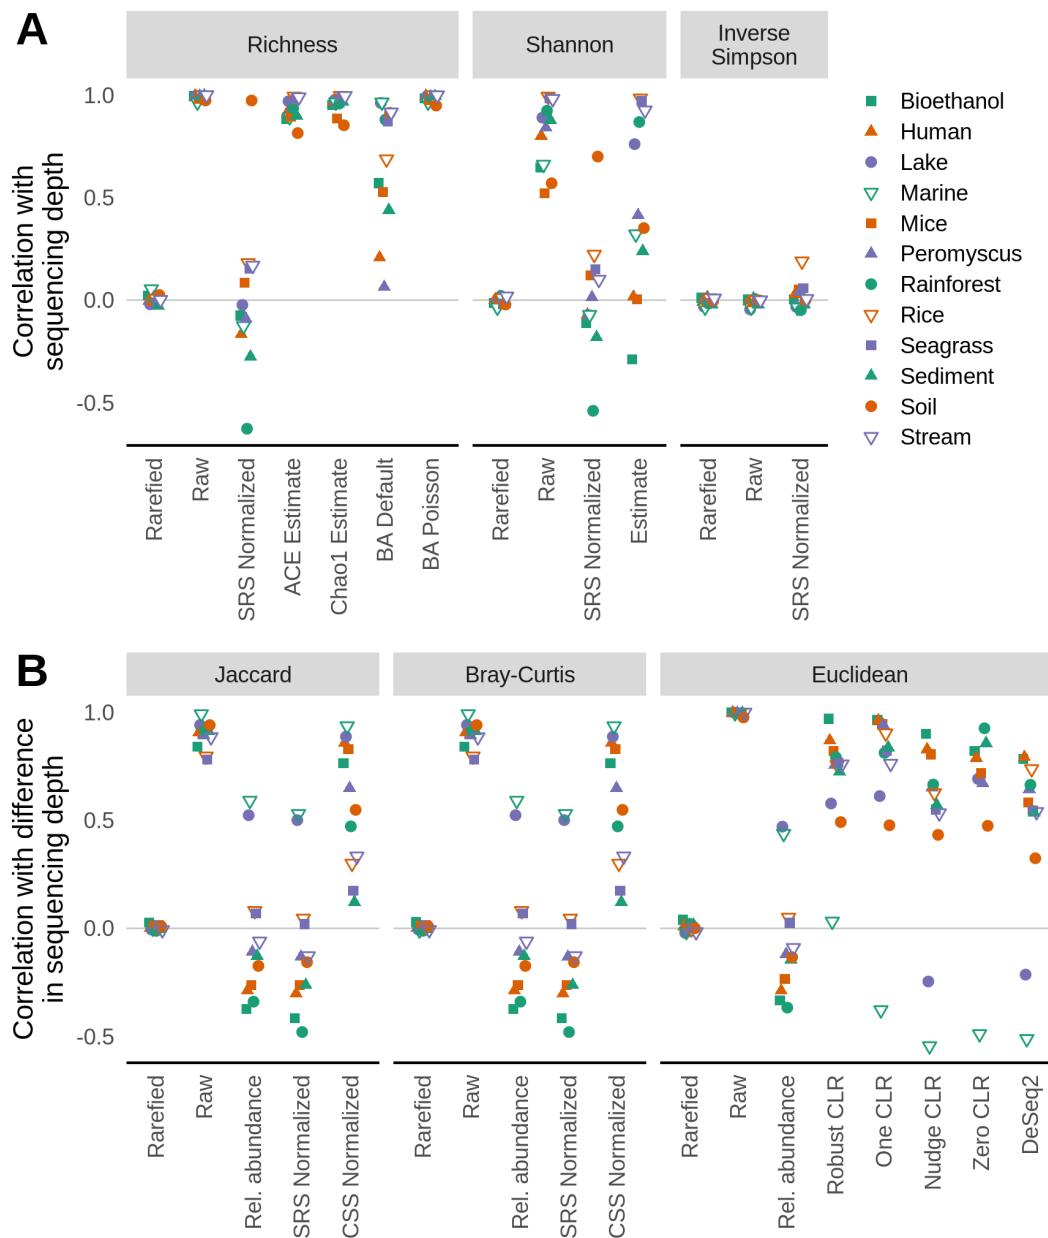 A
Richness
Shannon
Inverse
Simpson
Correlation with
sequencing depth
1.0
0.5
0.0
-0.5
Rarefied
Raw
SRS Normalized
ACE Estimate
Chao1 Estimate
BA Default
BA Poisson
Rarefied
Raw
SRS Normalized
Estimate
Rarefied
Raw
SRS Normalized
Bioethanol
Human
Lake
Marine
Mice
Peromyscus
Rainforest
Rice
Seagrass
Sediment
Soil
Stream
B
Jaccard
Bray-Curtis
Euclidean
Correlation with difference
in sequencing depth
1.0
0.5
0.0
-0.5
Rarefied
Raw
Rel. abundance
SRS Normalized
CSS Normalized
Rarefied
Raw
Rel. abundance
SRS Normalized
CSS Normalized
Rarefied
Raw
Rel. abundance
Robust CLR
One CLR
Nudge CLR
Zero CLR
DeSeq2